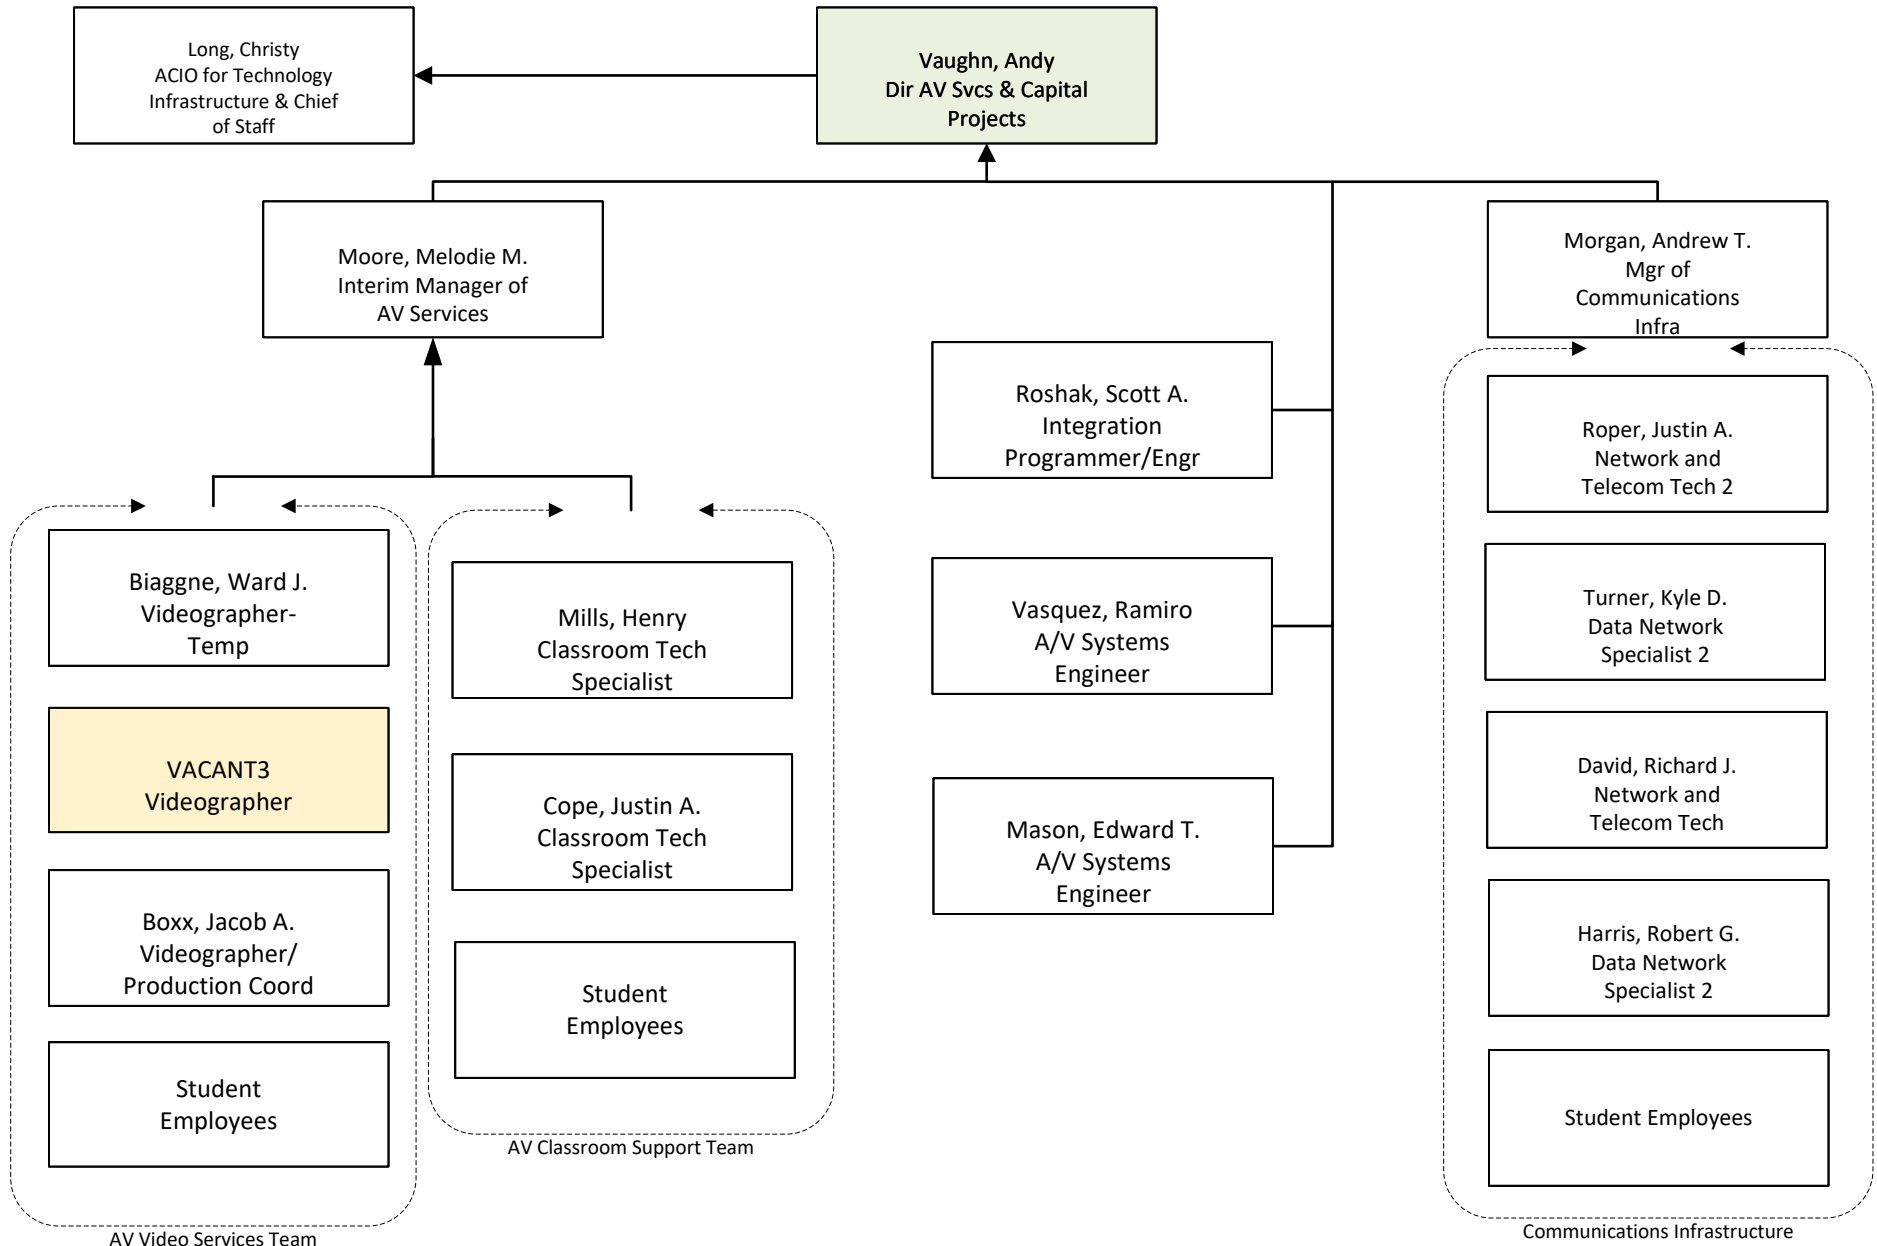 Long, Christy
ACIO for Technology
Infrastructure & Chief
of Staff
Vaughn, Andy
Dir AV Svcs & Capital
Projects
Moore, Melodie M.
Interim Manager of
AV Services
Morgan, Andrew T.
Mgr of
Communications
Infra
Biaggne, Ward J.
Videographer-
Temp
VACANT3
Videographer
Boxx, Jacob A.
Videographer/
Production Coord
Student
Employees
AV Video Services Team
Mills, Henry
Classroom Tech
Specialist
Cope, Justin A.
Classroom Tech
Specialist
Student
Employees
AV Classroom Support Team
Roshak, Scott A.
Integration
Programmer/Engr
Vasquez, Ramiro
A/V Systems
Engineer
Mason, Edward T.
A/V Systems
Engineer
Roper, Justin A.
Network and
Telecom Tech 2
Turner, Kyle D.
Data Network
Specialist 2
David, Richard J.
Network and
Telecom Tech
Harris, Robert G.
Data Network
Specialist 2
Student Employees
Communications Infrastructure